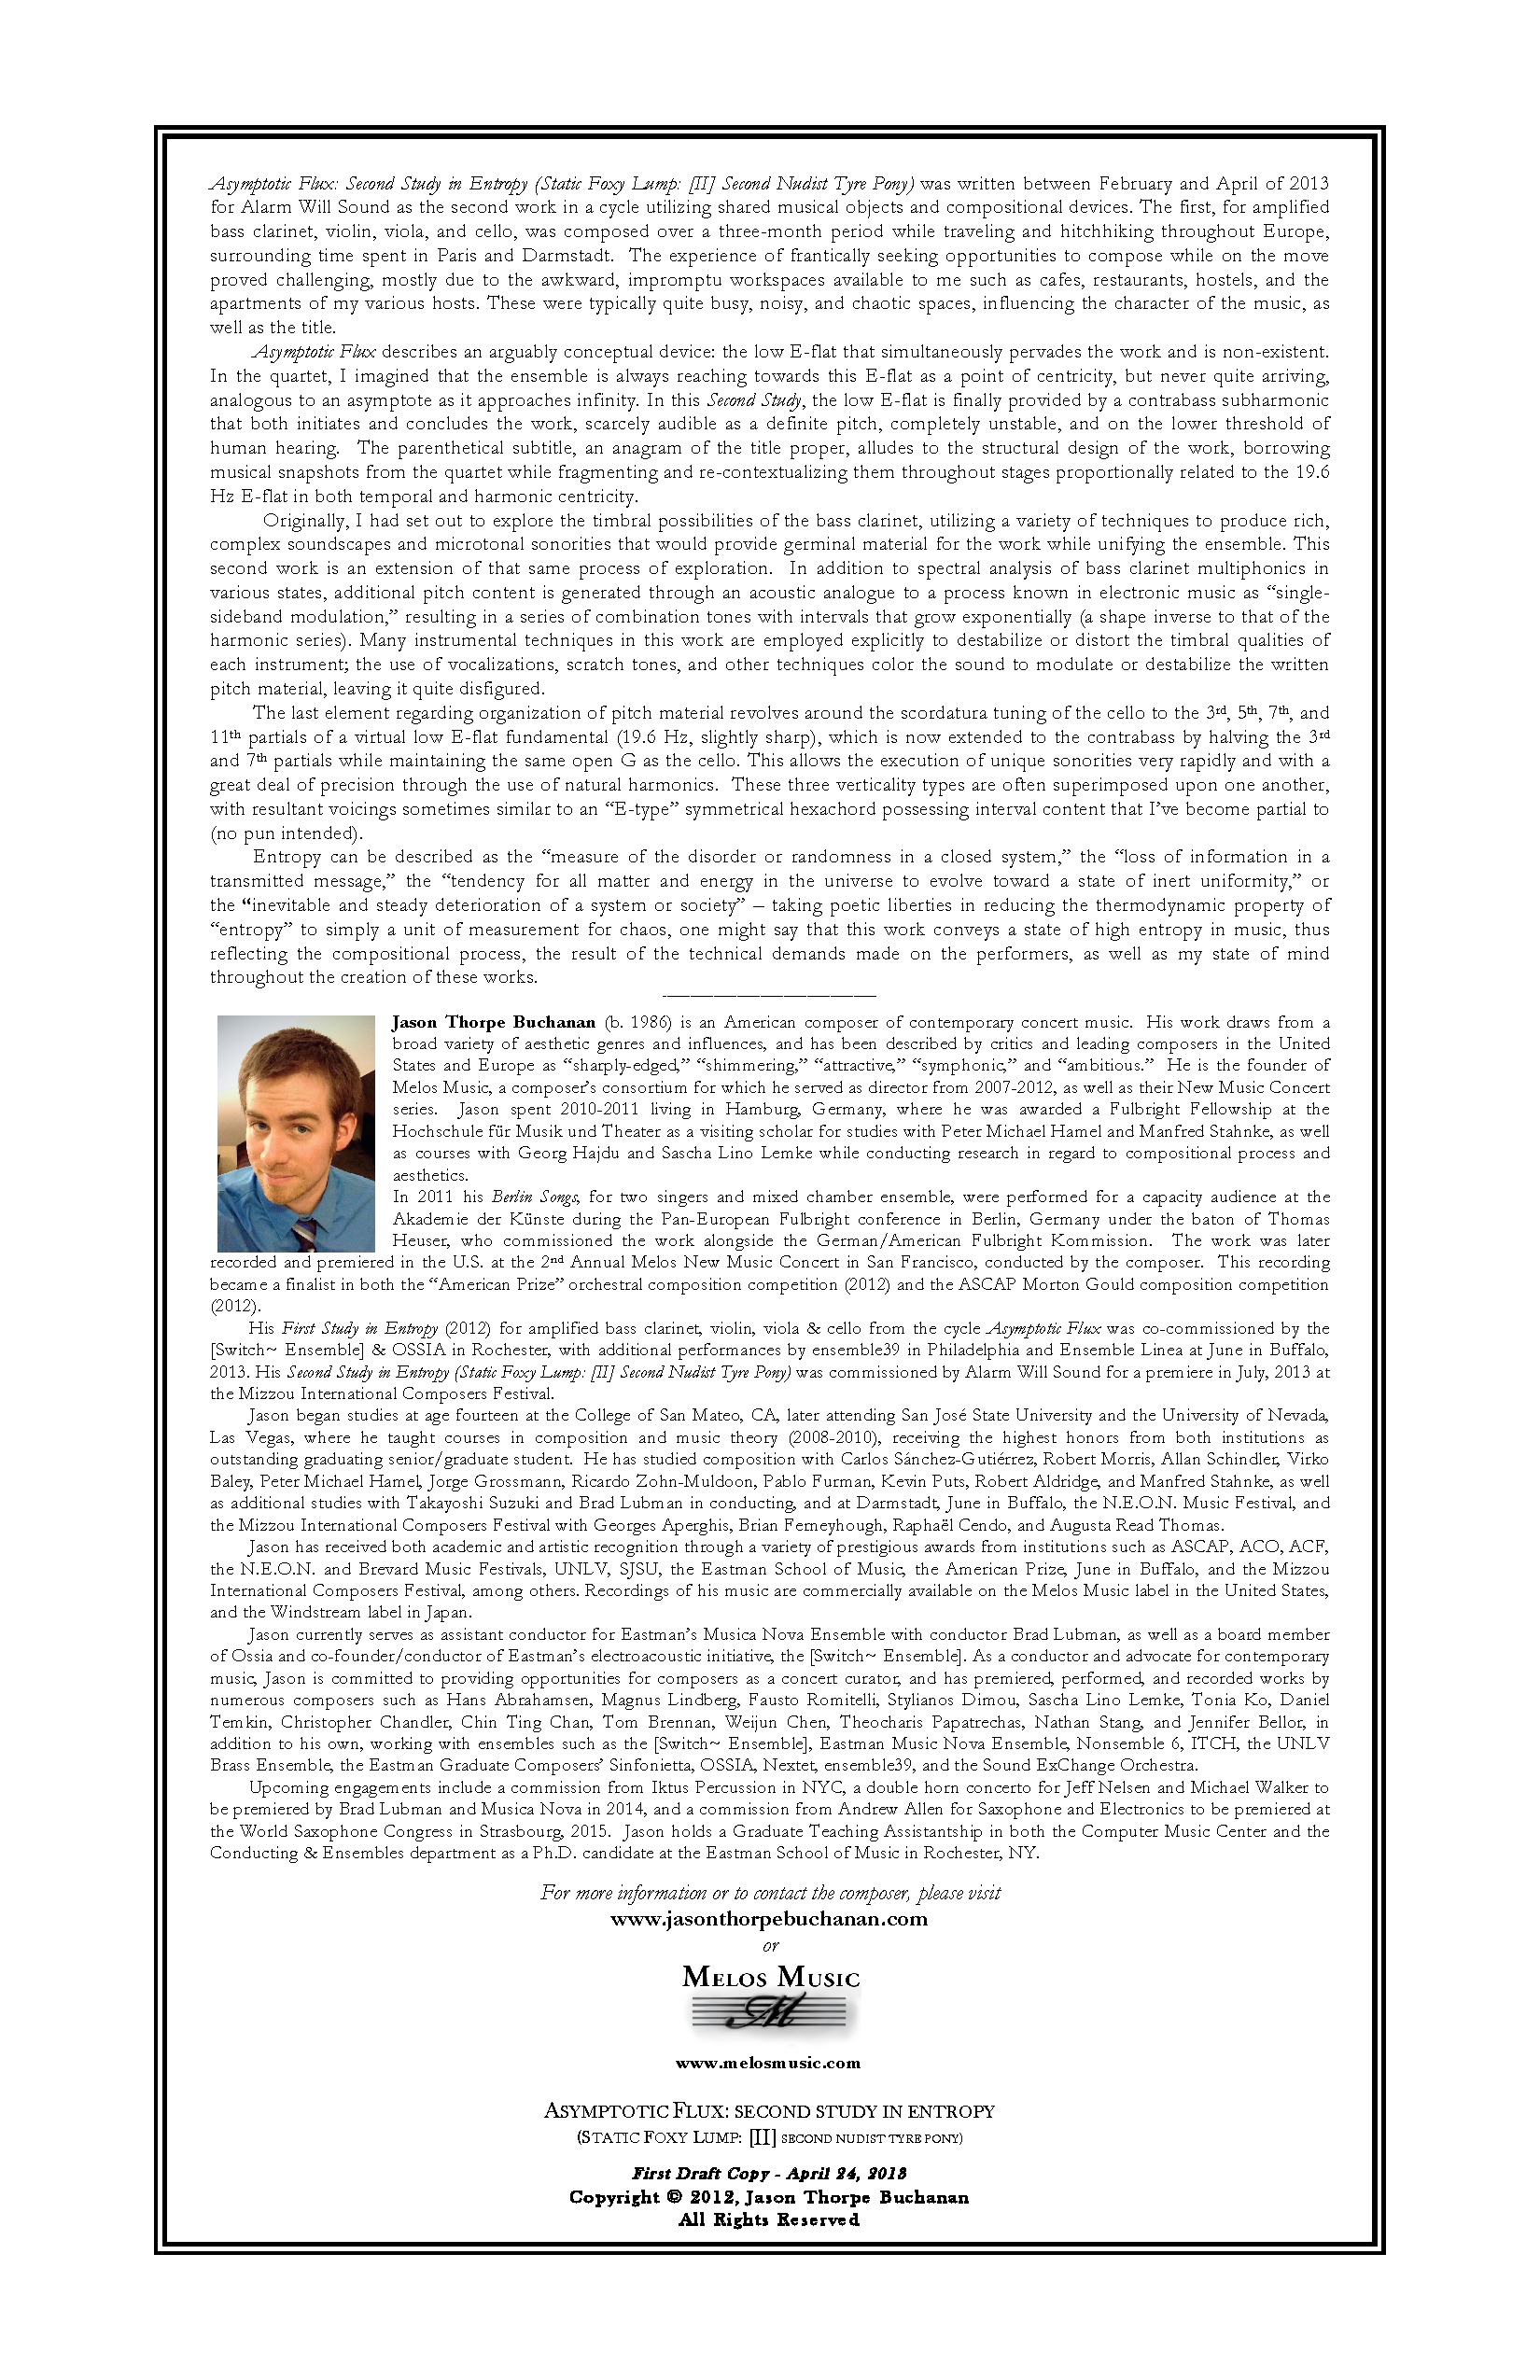 Asymptotic Flux: Second Study in Entropy (Static Foxy Lump: [II] Second Nudist Tyre Pony) was written between February and April of 2013
for Alarm Will Sound as the second work in a cycle utilizing shared musical objects and compositional devices. The first, for amplified
bass clarinet, violin, viola, and cello, was composed over a three-month period while traveling and hitchhiking throughout Europe,
surrounding time spent in Paris and Darmstadt. The experience of frantically seeking opportunities to compose while on the move
proved challenging, mostly due to the awkward, impromptu workspaces available to me such as cafes, restaurants, hostels, and the
apartments of my various hosts. These were typically quite busy, noisy, and chaotic spaces, influencing the character of the music, as
well as the title.
Asymptotic Flux describes an arguably conceptual device: the low E-flat that simultaneously pervades the work and is non-existent.
In the quartet, I imagined that the ensemble is always reaching towards this E-flat as a point of centricity, but never quite arriving,
analogous to an asymptote as it approaches infinity. In this Second Study, the low E-flat is finally provided by a contrabass subharmonic
that both initiates and concludes the work, scarcely audible as a definite pitch, completely unstable, and on the lower threshold of
human hearing. The parenthetical subtitle, an anagram of the title proper, alludes to the structural design of the work, borrowing
musical snapshots from the quartet while fragmenting and re-contextualizing them throughout stages proportionally related to the 19.6
Hz E-flat in both temporal and harmonic centricity.
Originally, I had set out to explore the timbral possibilities of the bass clarinet, utilizing a variety of techniques to produce rich,
complex soundscapes and microtonal sonorities that would provide germinal material for the work while unifying the ensemble. This
second work is an extension of that same process of exploration. In addition to spectral analysis of bass clarinet multiphonics in
various states, additional pitch content is generated through an acoustic analogue to a process known in electronic music as “single-
sideband modulation,” resulting in a series of combination tones with intervals that grow exponentially (a shape inverse to that of the
harmonic series). Many instrumental techniques in this work are employed explicitly to destabilize or distort the timbral qualities of
each instrument; the use of vocalizations, scratch tones, and other techniques color the sound to modulate or destabilize the written
pitch material, leaving it quite disfigured.
The last element regarding organization of pitch material revolves around the scordatura tuning of the cello to the 3rd, 5th, 7th, and
11th partials of a virtual low E-flat fundamental (19.6 Hz, slightly sharp), which is now extended to the contrabass by halving the 3rd
and 7th partials while maintaining the same open G as the cello. This allows the execution of unique sonorities very rapidly and with a
great deal of precision through the use of natural harmonics. These three verticality types are often superimposed upon one another,
with resultant voicings sometimes similar to an “E-type” symmetrical hexachord possessing interval content that I’ve become partial to
(no pun intended).
Entropy can be described as the “measure of the disorder or randomness in a closed system,” the “loss of information in a
transmitted message,” the “tendency for all matter and energy in the universe to evolve toward a state of inert uniformity,” or
the “inevitable and steady deterioration of a system or society” – taking poetic liberties in reducing the thermodynamic property of
“entropy” to simply a unit of measurement for chaos, one might say that this work conveys a state of high entropy in music, thus
reflecting the compositional process, the result of the technical demands made on the performers, as well as my state of mind
throughout the creation of these works.
Jason Thorpe Buchanan (b. 1986) is an American composer of contemporary concert music. His work draws from a
broad variety of aesthetic genres and influences, and has been described by critics and leading composers in the United
States and Europe as “sharply-edged,” “shimmering,” “attractive,” “symphonic,” and “ambitious.” He is the founder of
Melos Music, a composer’s consortium for which he served as director from 2007-2012, as well as their New Music Concert
series. Jason spent 2010-2011 living in Hamburg, Germany, where he was awarded a Fulbright Fellowship at the
Hochschule für Musik und Theater as a visiting scholar for studies with Peter Michael Hamel and Manfred Stahnke, as well
as courses with Georg Hajdu and Sascha Lino Lemke while conducting research in regard to compositional process and
aesthetics.
In 2011 his Berlin Songs, for two singers and mixed chamber ensemble, were performed for a capacity audience at the
Akademie der Künste during the Pan-European Fulbright conference in Berlin, Germany under the baton of Thomas
Heuser, who commissioned the work alongside the German/American Fulbright Kommission. The work was later
recorded and premiered in the U.S. at the 2nd Annual Melos New Music Concert in San Francisco, conducted by the composer. This recording
became a finalist in both the “American Prize” orchestral composition competition (2012) and the ASCAP Morton Gould composition competition
(2012).
His First Study in Entropy (2012) for amplified bass clarinet, violin, viola & cello from the cycle Asymptotic Flux was co-commissioned by the
[Switch~ Ensemble] & OSSIA in Rochester, with additional performances by ensemble39 in Philadelphia and Ensemble Linea at June in Buffalo,
2013. His Second Study in Entropy (Static Foxy Lump: [II] Second Nudist Tyre Pony) was commissioned by Alarm Will Sound for a premiere in July, 2013 at
the Mizzou International Composers Festival.
Jason began studies at age fourteen at the College of San Mateo, CA, later attending San José State University and the University of Nevada,
Las Vegas, where he taught courses in composition and music theory (2008-2010), receiving the highest honors from both institutions as
outstanding graduating senior/graduate student. He has studied composition with Carlos Sánchez-Gutiérrez, Robert Morris, Allan Schindler, Virko
Baley, Peter Michael Hamel, Jorge Grossmann, Ricardo Zohn-Muldoon, Pablo Furman, Kevin Puts, Robert Aldridge, and Manfred Stahnke, as well
as additional studies with Takayoshi Suzuki and Brad Lubman in conducting, and at Darmstadt, June in Buffalo, the N.E.O.N. Music Festival, and
the Mizzou International Composers Festival with Georges Aperghis, Brian Ferneyhough, Raphaël Cendo, and Augusta Read Thomas.
Jason has received both academic and artistic recognition through a variety of prestigious awards from institutions such as ASCAP, ACO, ACF,
the N.E.O.N. and Brevard Music Festivals, UNLV, SJSU, the Eastman School of Music, the American Prize, June in Buffalo, and the Mizzou
International Composers Festival, among others. Recordings of his music are commercially available on the Melos Music label in the United States,
and the Windstream label in Japan.
Jason currently serves as assistant conductor for Eastman’s Musica Nova Ensemble with conductor Brad Lubman, as well as a board member
of Ossia and co-founder/conductor of Eastman’s electroacoustic initiative, the [Switch~ Ensemble]. As a conductor and advocate for contemporary
music, Jason is committed to providing opportunities for composers as a concert curator, and has premiered, performed, and recorded works by
numerous composers such as Hans Abrahamsen, Magnus Lindberg, Fausto Romitelli, Stylianos Dimou, Sascha Lino Lemke, Tonia Ko, Daniel
Temkin, Christopher Chandler, Chin Ting Chan, Tom Brennan, Weijun Chen, Theocharis Papatrechas, Nathan Stang, and Jennifer Bellor, in
addition to his own, working with ensembles such as the [Switch~ Ensemble], Eastman Music Nova Ensemble, Nonsemble 6, ITCH, the UNLV
Brass Ensemble, the Eastman Graduate Composers’ Sinfonietta, OSSIA, Nextet, ensemble39, and the Sound ExChange Orchestra.
Upcoming engagements include a commission from Iktus Percussion in NYC, a double horn concerto for Jeff Nelsen and Michael Walker to
be premiered by Brad Lubman and Musica Nova in 2014, and a commission from Andrew Allen for Saxophone and Electronics to be premiered at
the World Saxophone Congress in Strasbourg, 2015. Jason holds a Graduate Teaching Assistantship in both the Computer Music Center and the
Conducting & Ensembles department as a Ph.D. candidate at the Eastman School of Music in Rochester, NY.
For more information or to contact the composer, please visit
www.jasonthorpebuchanan.com
or
MELOS MUSIC
M
www.melosmusic.com
ASYMPTOTIC FLUX: SECOND STUDY IN ENTROPY
(STATIC FOXY LUMP: [II] SECOND NUDIST TYRE PONY)
First Draft Copy - April 24, 2013
Copyright © 2012, Jason Thorpe Buchanan
All Rights Reserved